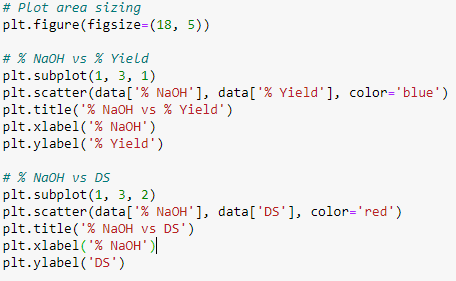 # Plot area sizing
plt.figure(figsize=(18, 5))
# % NaOH vs % Yield
plt.subplot(1, 3, 1)
plt.scatter(data['% NaOH'], data['% Yield'], color='blue')
plt.title('% NaOH vs % Yield')
plt.xlabel('% NaOH')
plt.ylabel('% Yield')
# % NaOH vs DS
plt.subplot(1, 3, 2)
plt.scatter(data['% NaOH'], data['DS'], color='red')
plt.title('% NaOH vs DS')
plt.xlabel('% NaOH')
plt.ylabel('DS')